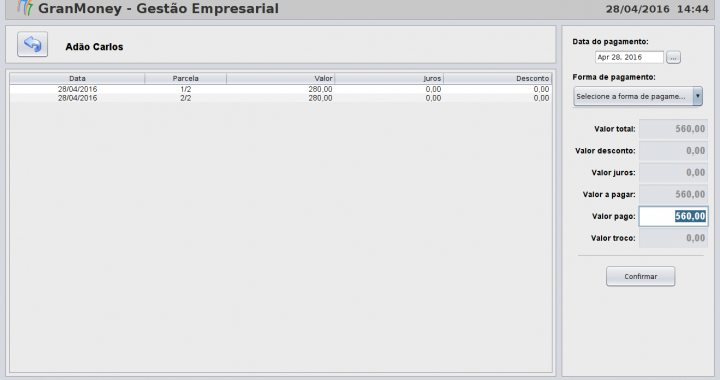 GranMoney - Gestão Empresarial 28/04/2016 14:44
Adão Carlos
Data Parcela Valor Juros Desconto
28/04/2016 1/2 280,00 0,00 0,00
28/04/2016 2/2 280,00 0,00 0,00
Data do pagamento:
Apr 28, 2016 ...
Forma de pagamento:
Selecione a forma de pagame...
Valor total: 560,00
Valor desconto: 0,00
Valor juros: 0,00
Valor a pagar: 560,00
Valor pago: 560,00
Valor troco: 0,00
Confirmar